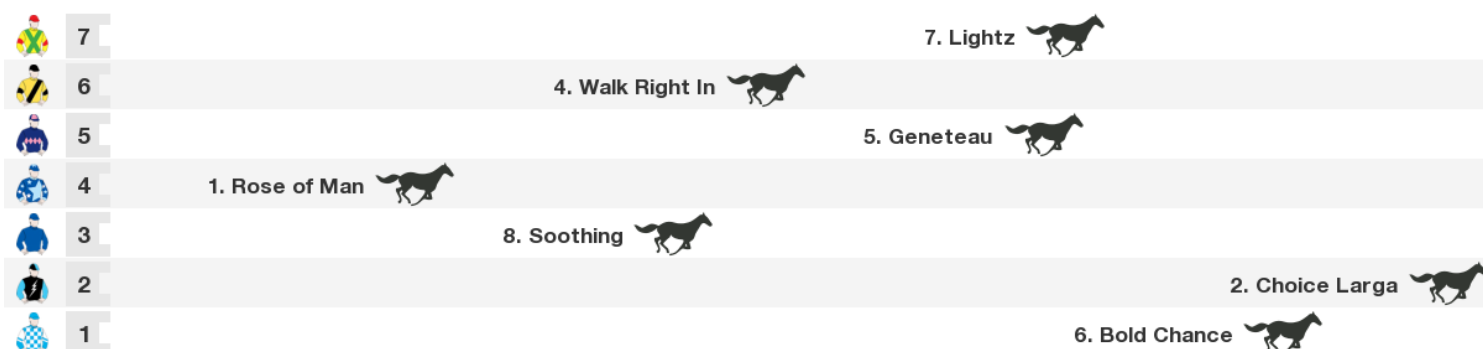 7 7. Lightz
6 4. Walk Right In
5 5. Geneteau
4 1. Rose of Man
3 8. Soothing
2 2. Choice Larga
1 6. Bold Chance